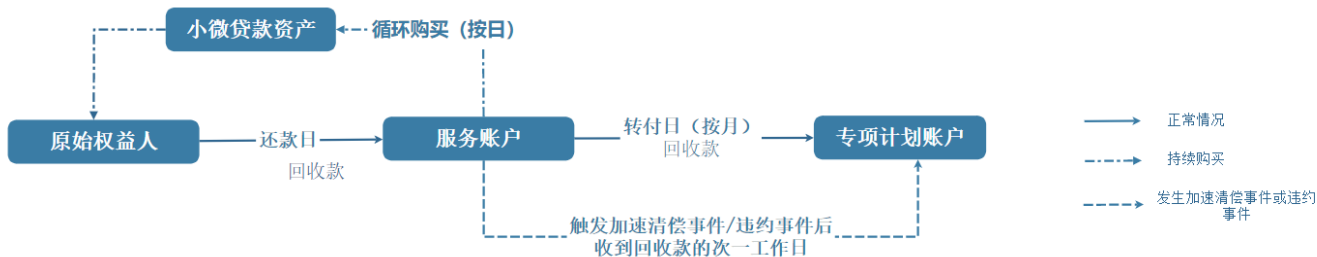 小微贷款资产
循环购买（按日）
原始权益人
还款日
回收款
服务账户
转付日（按月）
回收款
专项计划账户
触发加速清偿事件/违约事件后
收到回收款的次一工作日
正常情况
持续购买
发生加速清偿事件或违约
事件